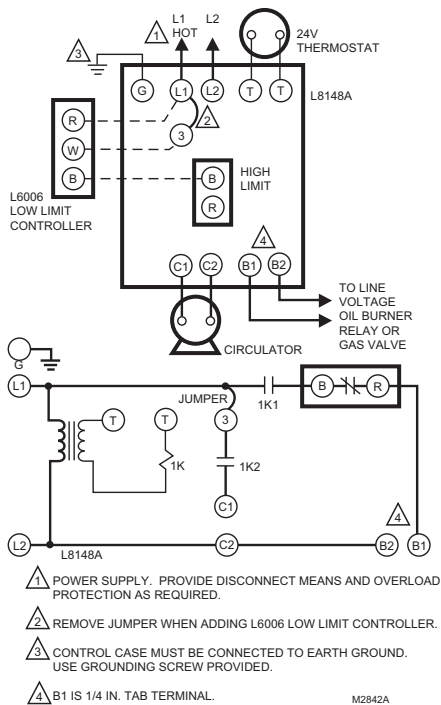 L1
HOT
L2
1
3
24V
THERMOSTAT
G
L1
L2
T
T
L8148A
2
3
R
W
B
L6006
LOW LIMIT
CONTROLLER
B
R
HIGH
LIMIT
4
C1
C2
B1
B2
TO LINE
VOLTAGE
OIL BURNER
RELAY OR
GAS VALVE
CIRCULATOR
G
L1
JUMPER
1K1
B
R
T
T
3
1K
1K2
C1
4
L2
L8148A
C2
B2
B1
1 POWER SUPPLY. PROVIDE DISCONNECT MEANS AND OVERLOAD
PROTECTION AS REQUIRED.
2 REMOVE JUMPER WHEN ADDING L6006 LOW LIMIT CONTROLLER.
3 CONTROL CASE MUST BE CONNECTED TO EARTH GROUND.
USE GROUNDING SCREW PROVIDED.
4 B1 IS 1/4 IN. TAB TERMINAL.
M2842A